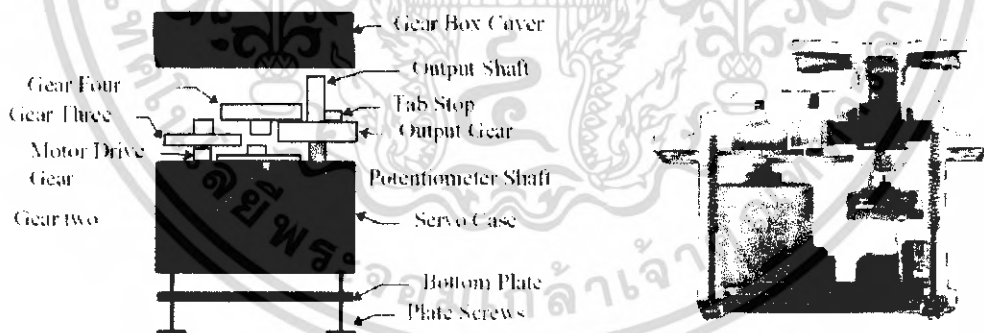 Gear Box Cover
Output Shaft
Gear Four
Tab Stop
Gear Three
Output Gear
Motor Drive
Gear
Potentiometer Shaft
Gear two
Servo Case
Bottom Plate
Plate Screws